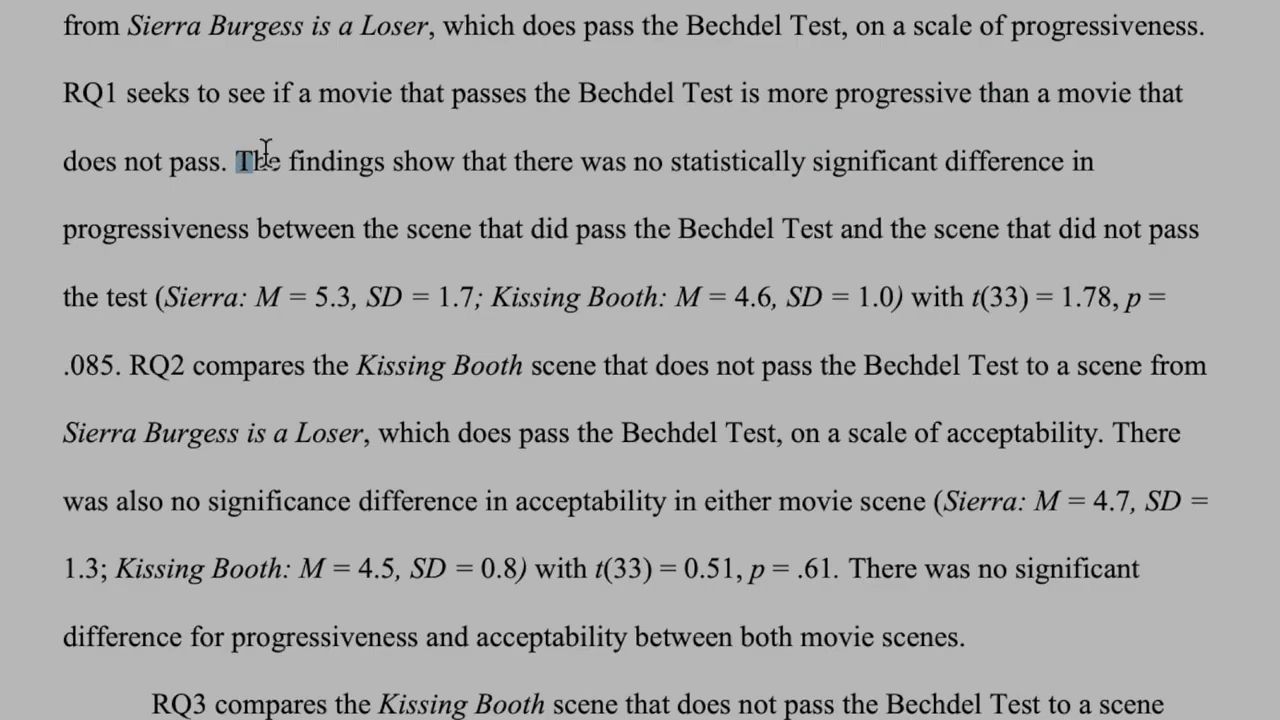 from Sierra Burgess is a Loser, which does pass the Bechdel Test, on a scale of progressiveness.
RQ1 seeks to see if a movie that passes the Bechdel Test is more progressive than a movie that
does not pass. The findings show that there was no statistically significant difference in
progressiveness between the scene that did pass the Bechdel Test and the scene that did not pass
the test (Sierra: M = 5.3, SD = 1.7; Kissing Booth: M = 4.6, SD = 1.0) with t(33) = 1.78, p =
.085. RQ2 compares the Kissing Booth scene that does not pass the Bechdel Test to a scene from
Sierra Burgess is a Loser, which does pass the Bechdel Test, on a scale of acceptability. There
was also no significance difference in acceptability in either movie scene (Sierra: M = 4.7, SD =
1.3; Kissing Booth: M = 4.5, SD = 0.8) with t(33) = 0.51, p = .61. There was no significant
difference for progressiveness and acceptability between both movie scenes.
RQ3 compares the Kissing Booth scene that does not pass the Bechdel Test to a scene